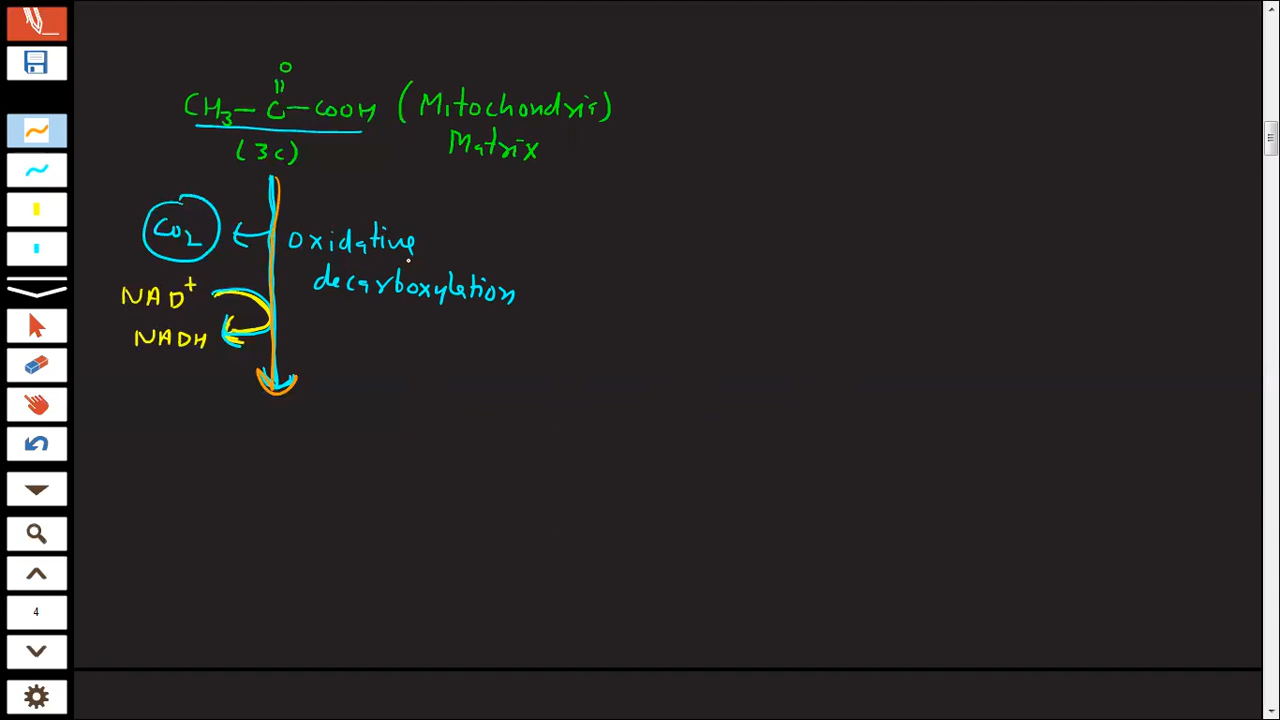 O
||
CH₃ – C – COOH (Mitochondria)
Matrix
(3C)
CO₂
Oxidative
decarboxylation
NAD⁺
NADH
4